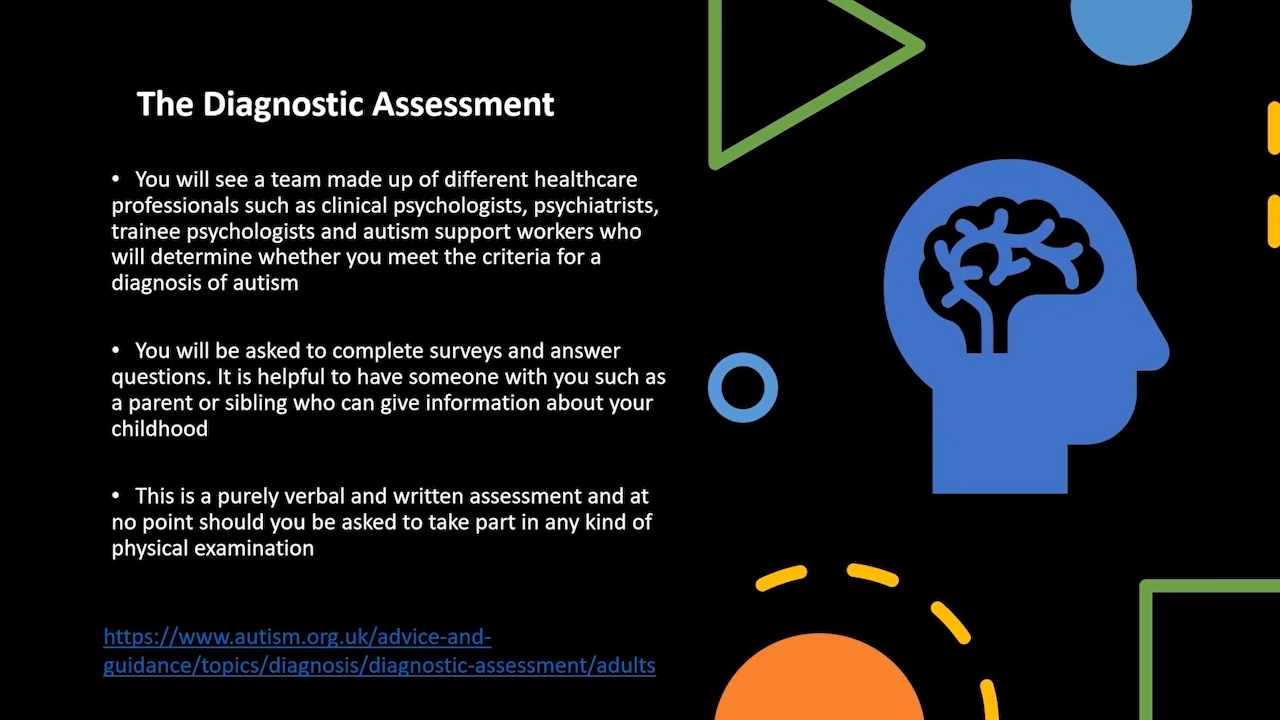 The Diagnostic Assessment
• You will see a team made up of different healthcare
professionals such as clinical psychologists, psychiatrists,
trainee psychologists and autism support workers who
will determine whether you meet the criteria for a
diagnosis of autism
• You will be asked to complete surveys and answer
questions. It is helpful to have someone with you such as
a parent or sibling who can give information about your
childhood
• This is a purely verbal and written assessment and at
no point should you be asked to take part in any kind of
physical examination
https://www.autism.org.uk/advice-and-
guidance/topics/diagnosis/diagnostic-assessment/adults